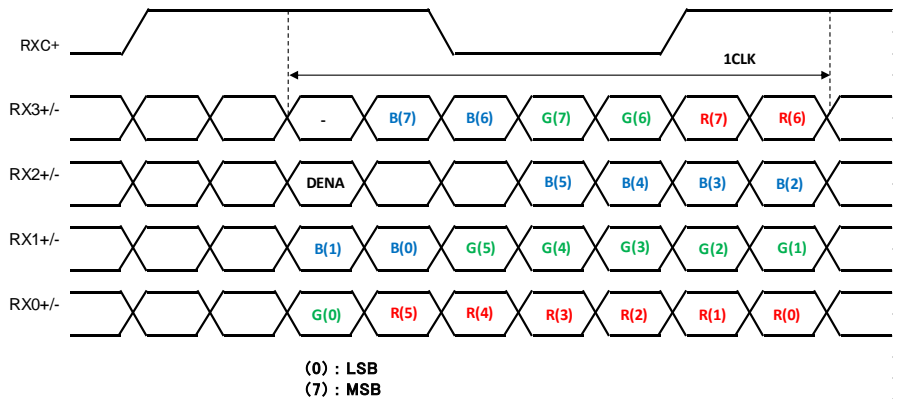 RXC+
1CLK
RX3+/- - B(7) B(6) G(7) G(6) R(7) R(6)
RX2+/- DENA B(5) B(4) B(3) B(2)
RX1+/- B(1) B(0) G(5) G(4) G(3) G(2) G(1)
RX0+/- G(0) R(5) R(4) R(3) R(2) R(1) R(0)
(0) : LSB
(7) : MSB